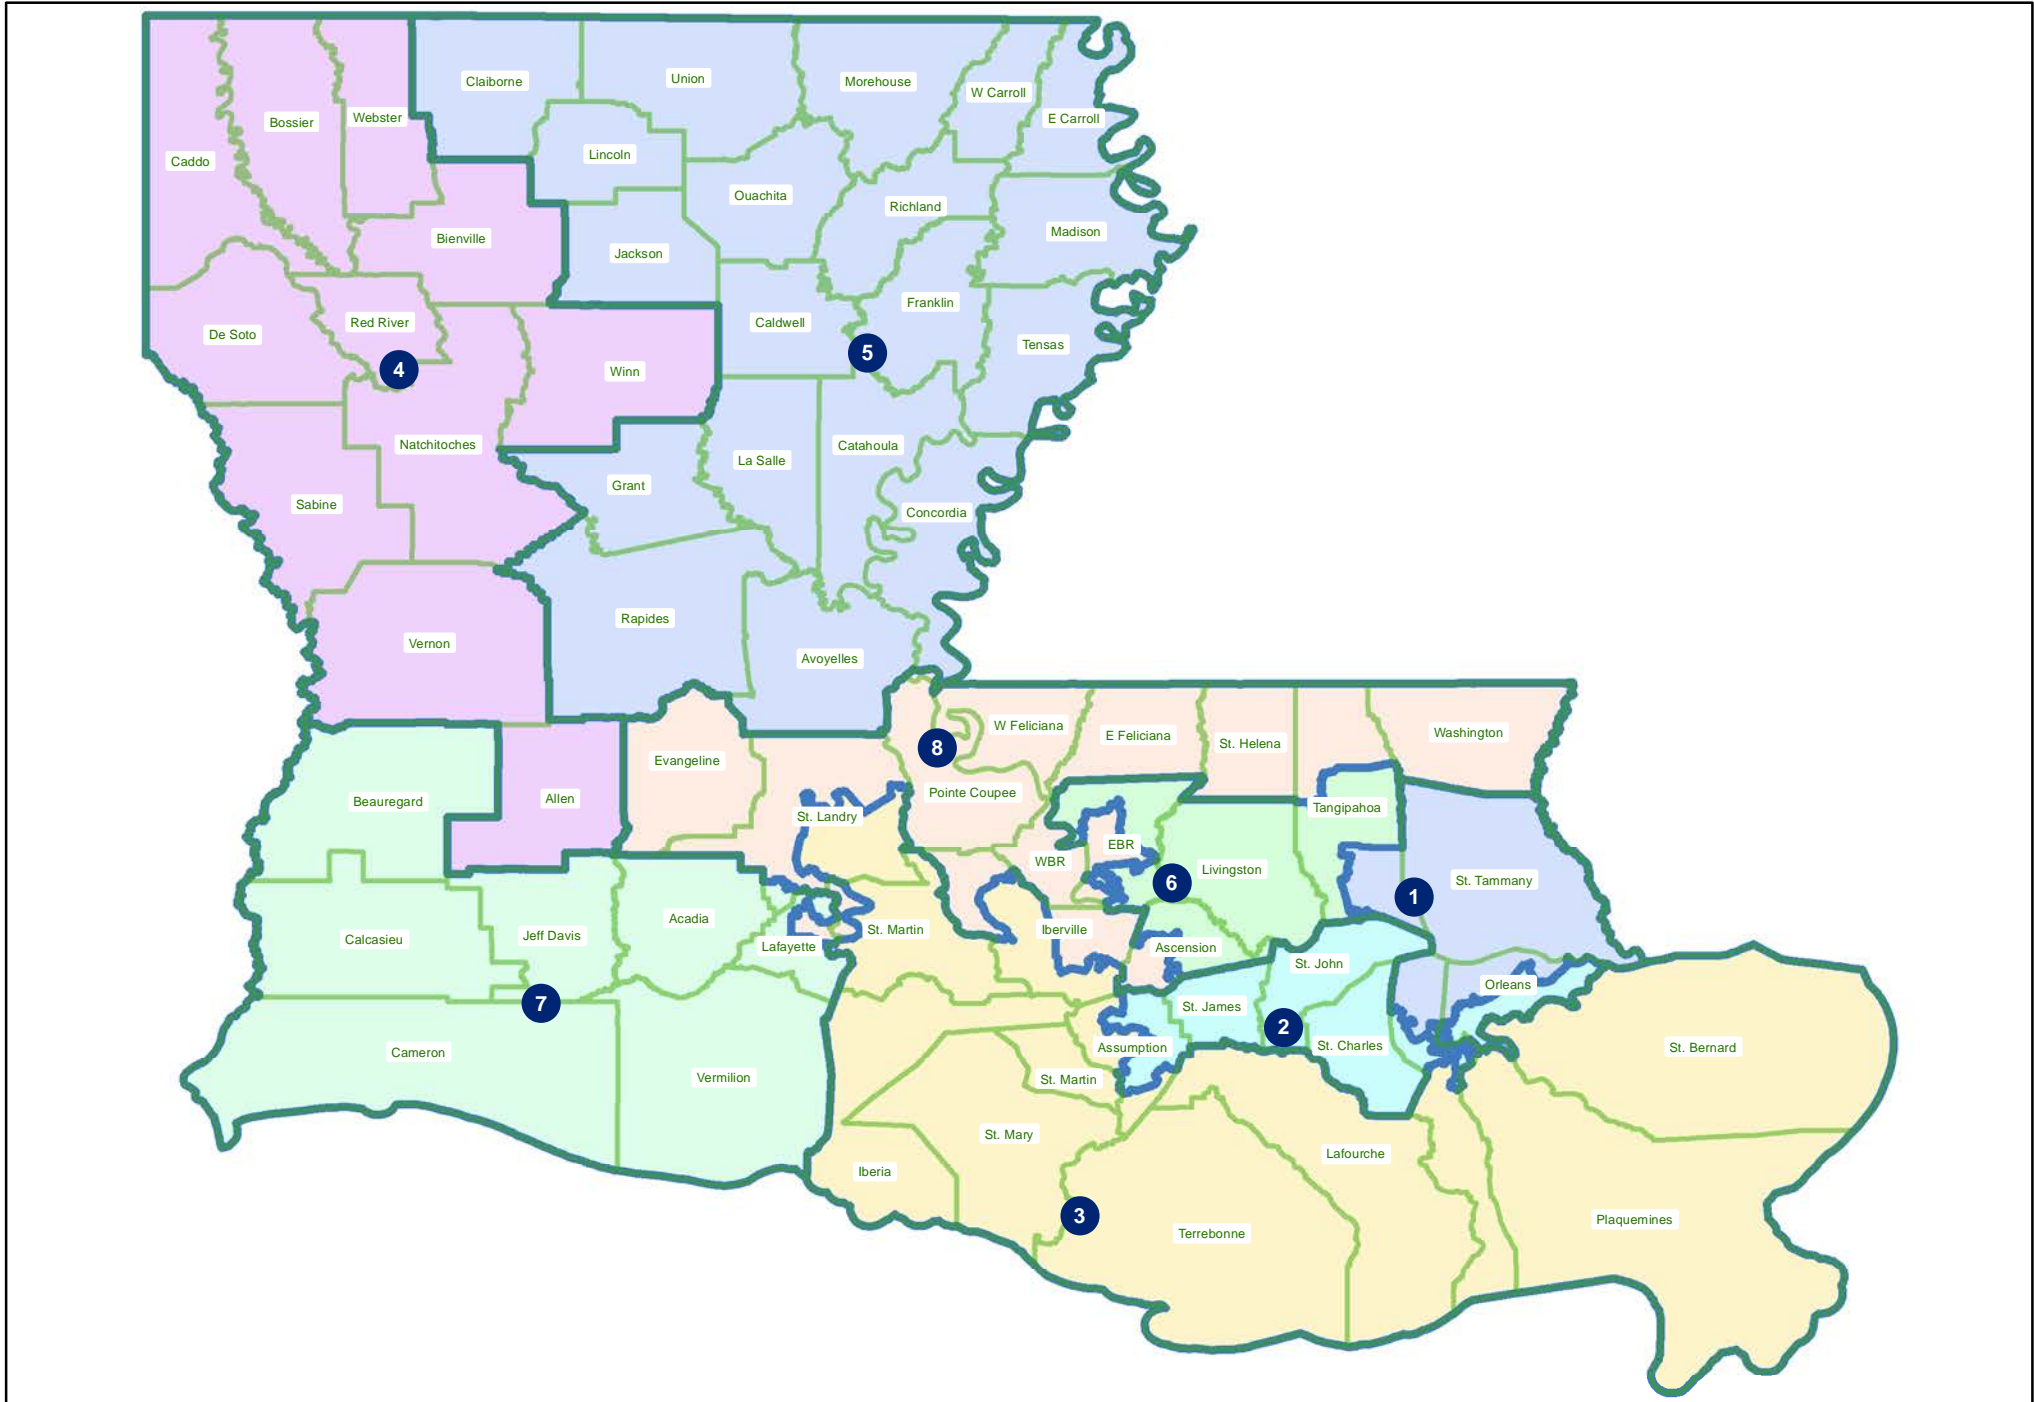 Claiborne
Union
Morehouse
W Carroll
E Carroll
Webster
Bossier
Caddo
Lincoln
Ouachita
Richland
Madison
Bienville
Jackson
Franklin
Red River
Caldwell
De Soto
Tensas
5
4
Winn
Natchitoches
Catahoula
La Salle
Grant
Sabine
Concordia
Rapides
Vernon
Avoyelles
W Feliciana
E Feliciana
St. Helena
Washington
8
Evangeline
Pointe Coupee
Beauregard
Allen
Tangipahoa
St. Landry
EBR
WBR
Livingston
6
St. Tammany
1
Acadia
St. Martin
Iberville
Calcasieu
Jeff Davis
Lafayette
Ascension
St. John
Orleans
7
St. James
2
Assumption
St. Charles
St. Bernard
Cameron
Vermilion
St. Martin
St. Mary
Lafourche
Iberia
3
Terrebonne
Plaquemines